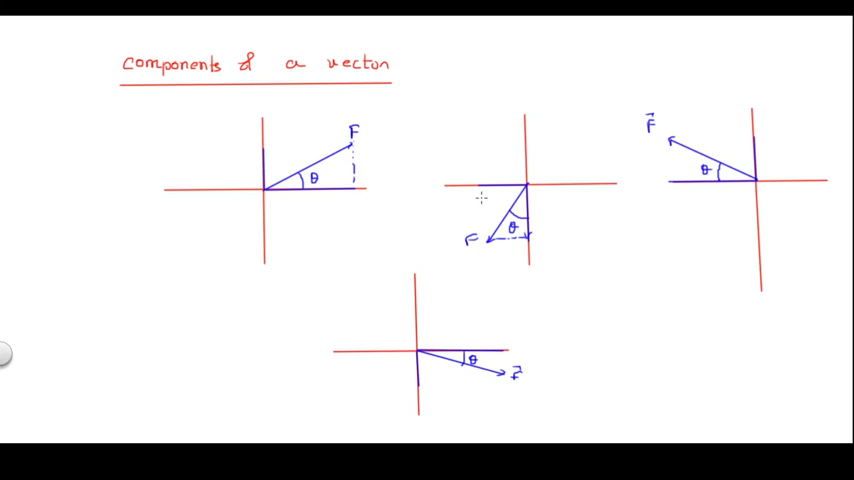 components of a vector
F
θ
F
θ
F⃗
θ
θ
F⃗